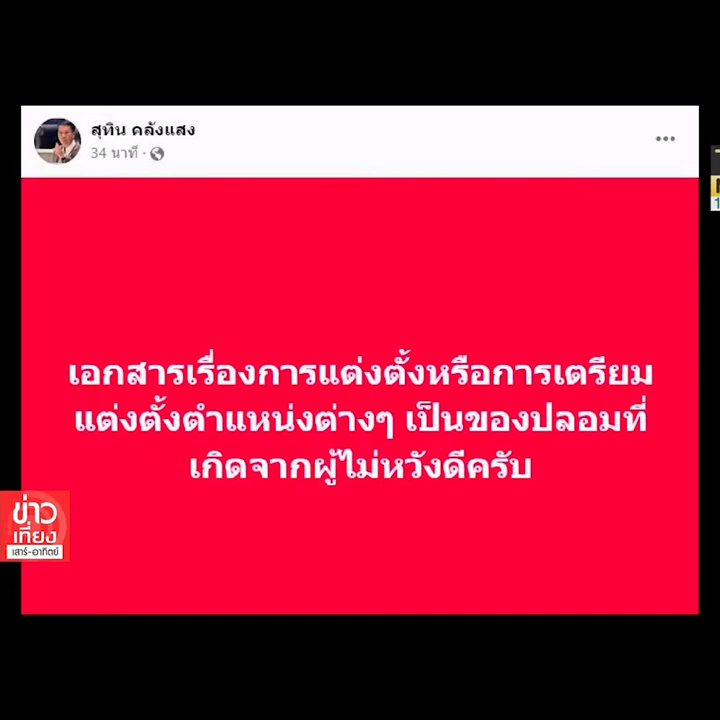 สุทิน คลังแสง
34 นาที ·
เอกสารเรื่องการแต่งตั้งหรือการเตรียม
แต่งตั้งตำแหน่งต่างๆ เป็นของปลอมที่
เกิดจากผู้ไม่หวังดีครับ
ข่าว
เที่ยง
เสาร์-อาทิตย์